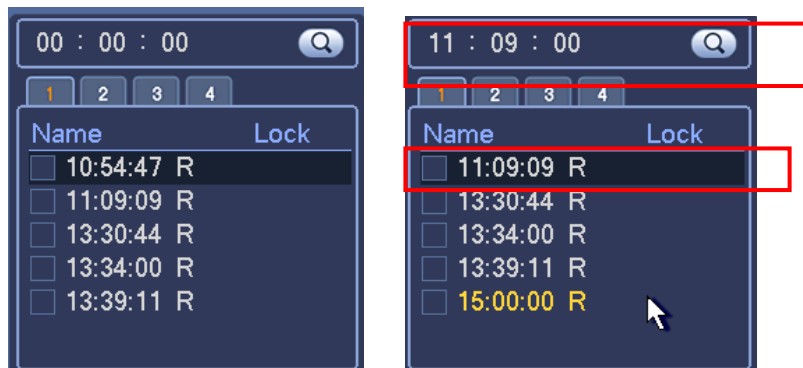 00 : 00 : 00
1 2 3 4
Name Lock
10:54:47 R
11:09:09 R
13:30:44 R
13:34:00 R
13:39:11 R
11 : 09 : 00
1 2 3 4
Name Lock
11:09:09 R
13:30:44 R
13:34:00 R
13:39:11 R
15:00:00 R